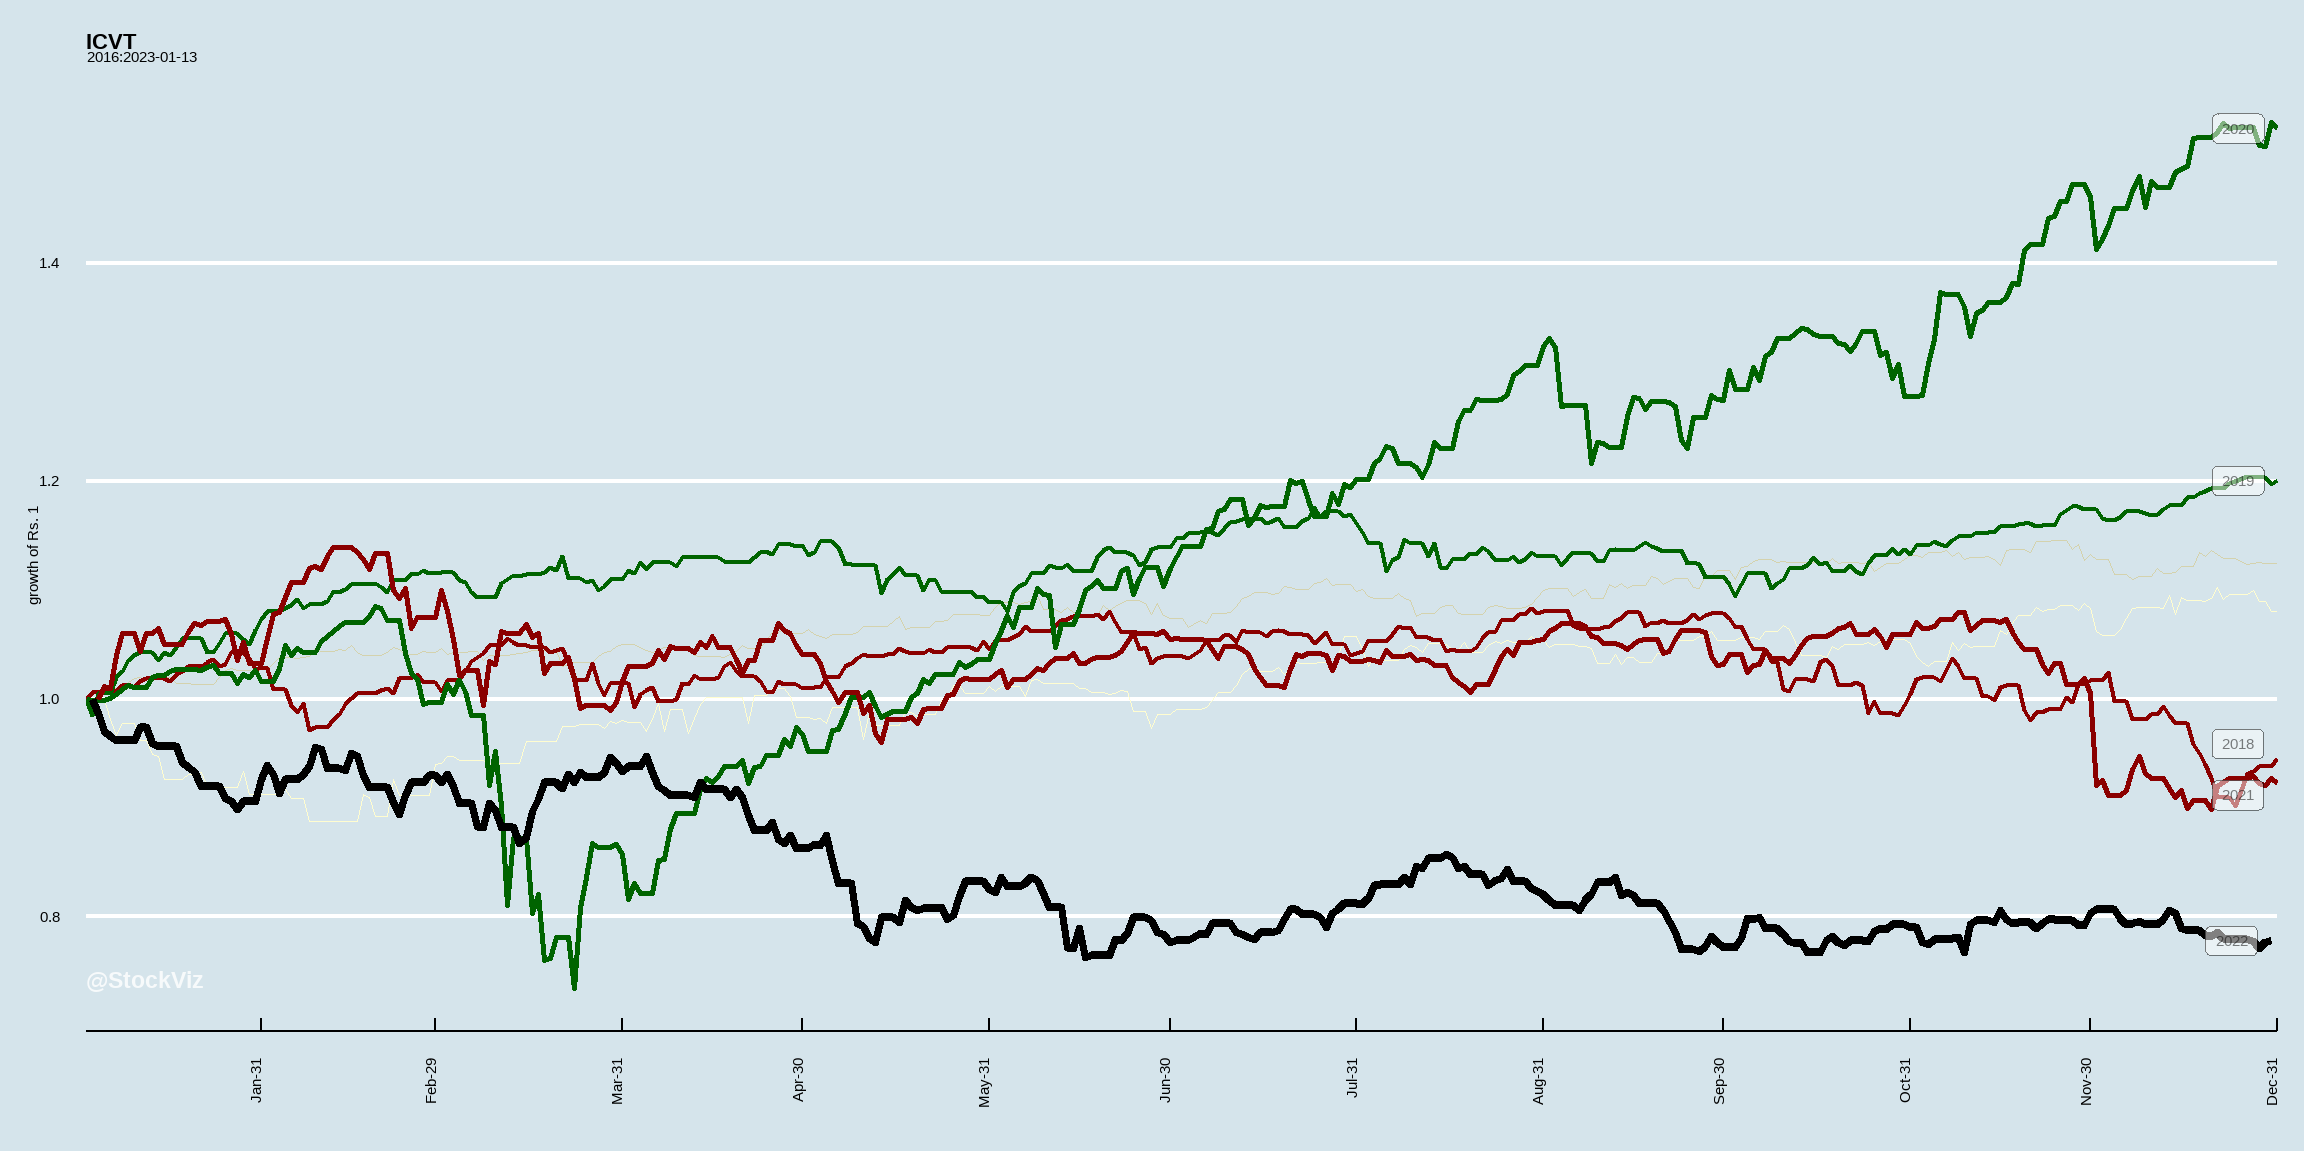 ICVT
2016:2023-01-13
2020
1.4
1.2
2019
growth of Rs. 1
1.0
2018
2021
0.8
2022
@StockViz
Jan-31
Feb-29
Mar-31
Apr-30
May-31
Jun-30
Jul-31
Aug-31
Sep-30
Oct-31
Nov-30
Dec-31